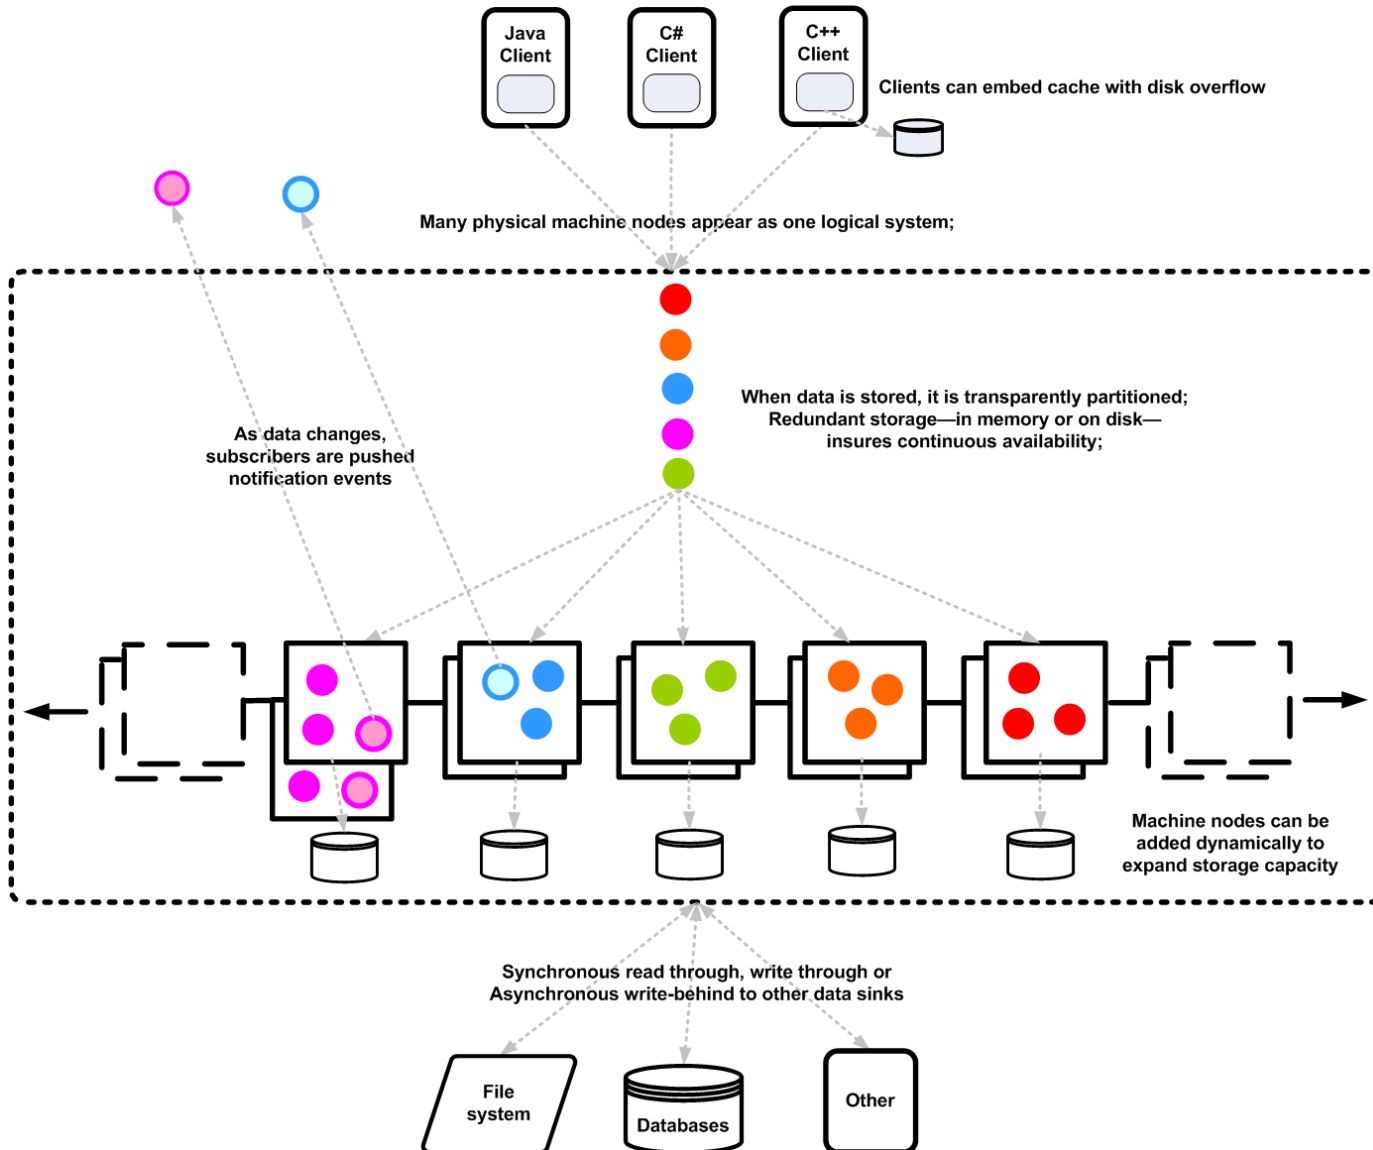 Java
Client
C#
Client
C++
Client
Clients can embed cache with disk overflow
Many physical machine nodes appear as one logical system;
When data is stored, it is transparently partitioned;
Redundant storage—in memory or on disk—
insures continuous availability;
As data changes,
subscribers are pushed
notification events
Machine nodes can be
added dynamically to
expand storage capacity
Synchronous read through, write through or
Asynchronous write-behind to other data sinks
File
system
Databases
Other